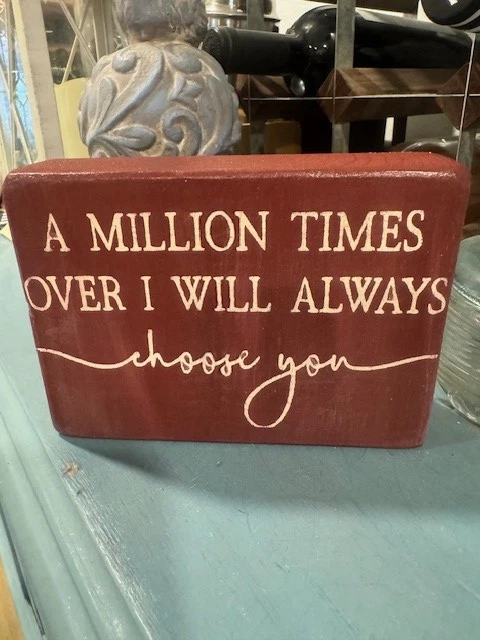 A MILLION TIMES
OVER I WILL ALWAYS
choose you